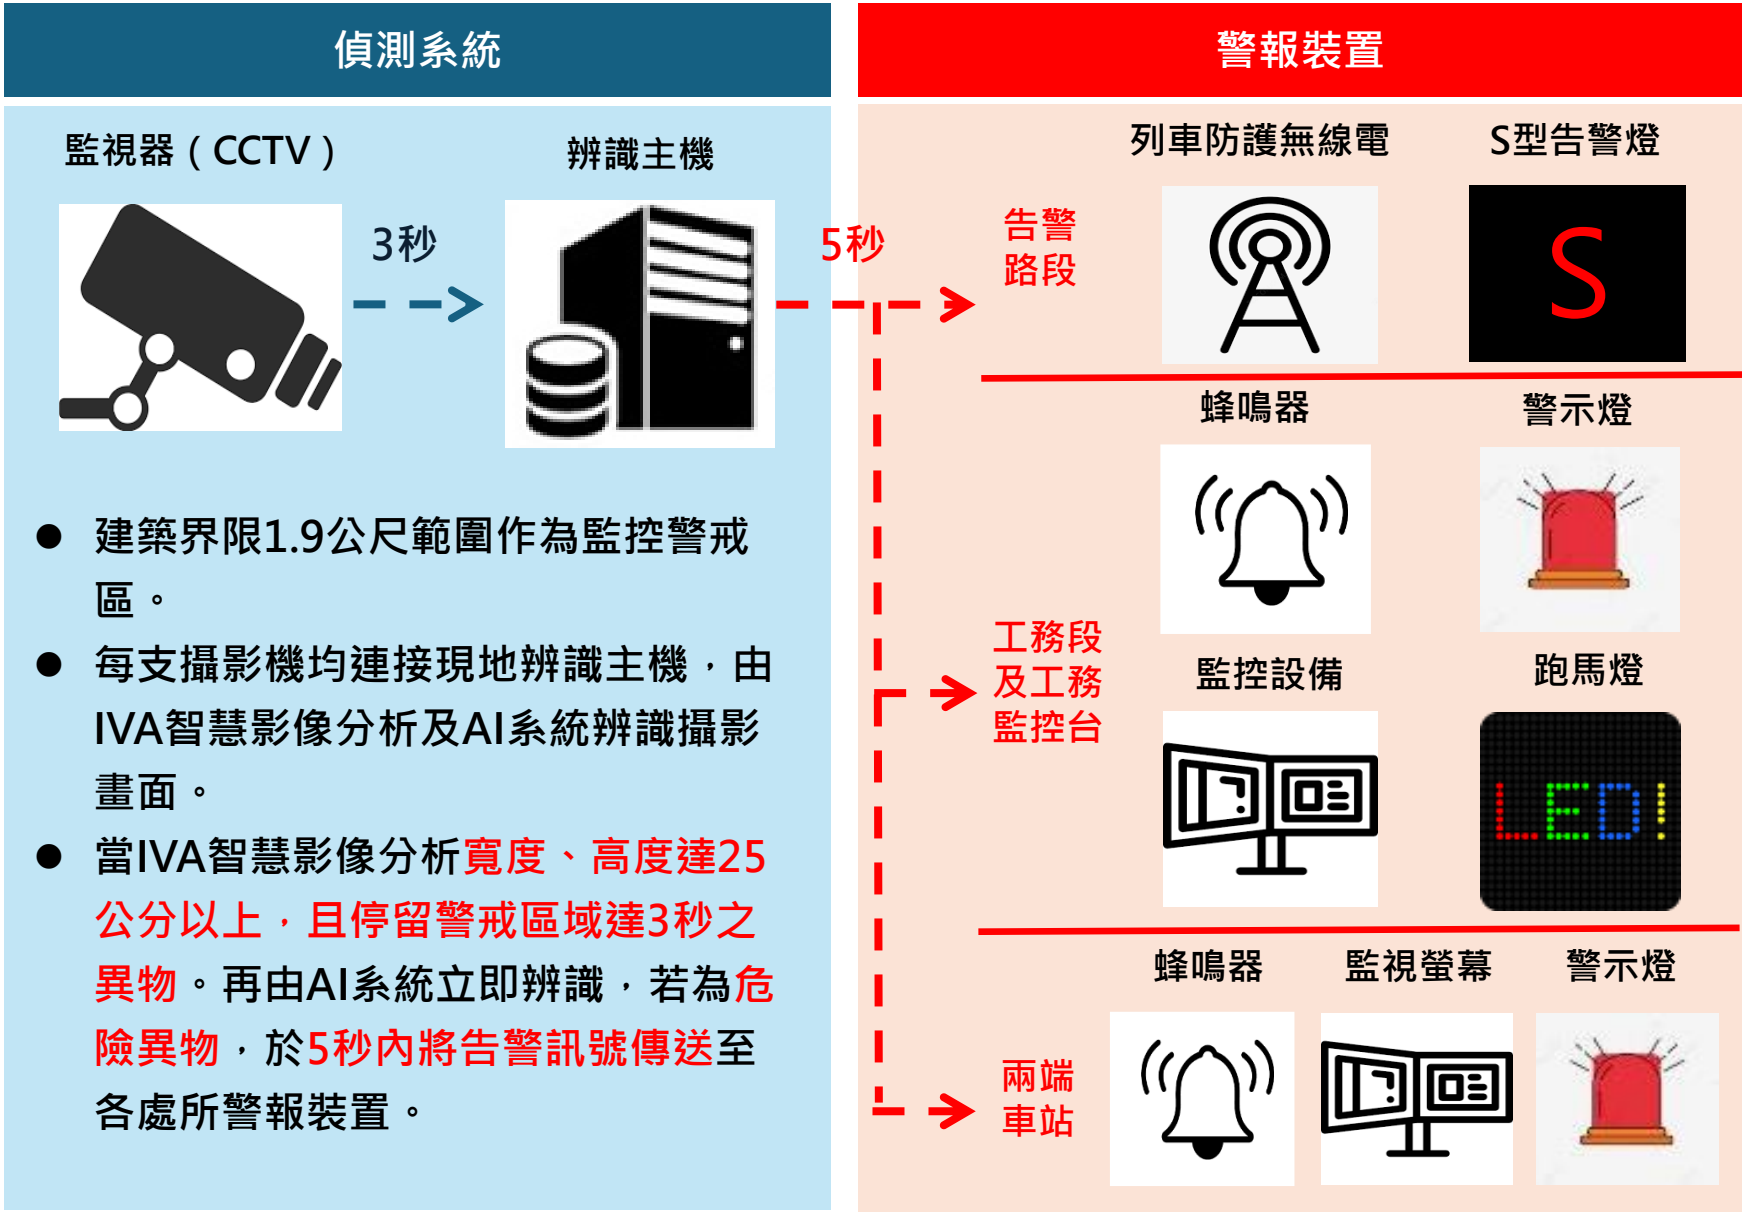 偵測系統
監視器（CCTV）
辨識主機
3秒
5秒
● 建築界限1.9公尺範圍作為監控警戒
區。
● 每支攝影機均連接現地辨識主機，由
IVA智慧影像分析及AI系統辨識攝影
畫面。
● 當IVA智慧影像分析寬度、高度達25
公分以上，且停留警戒區域達3秒之
異物。再由AI系統立即辨識，若為危
險異物，於5秒內將告警訊號傳送至
各處所警報裝置。
警報裝置
告警
路段
列車防護無線電
S型告警燈
S
工務段
及工務
監控台
蜂鳴器
警示燈
監控設備
跑馬燈
LED!
兩端
車站
蜂鳴器
監視螢幕
警示燈